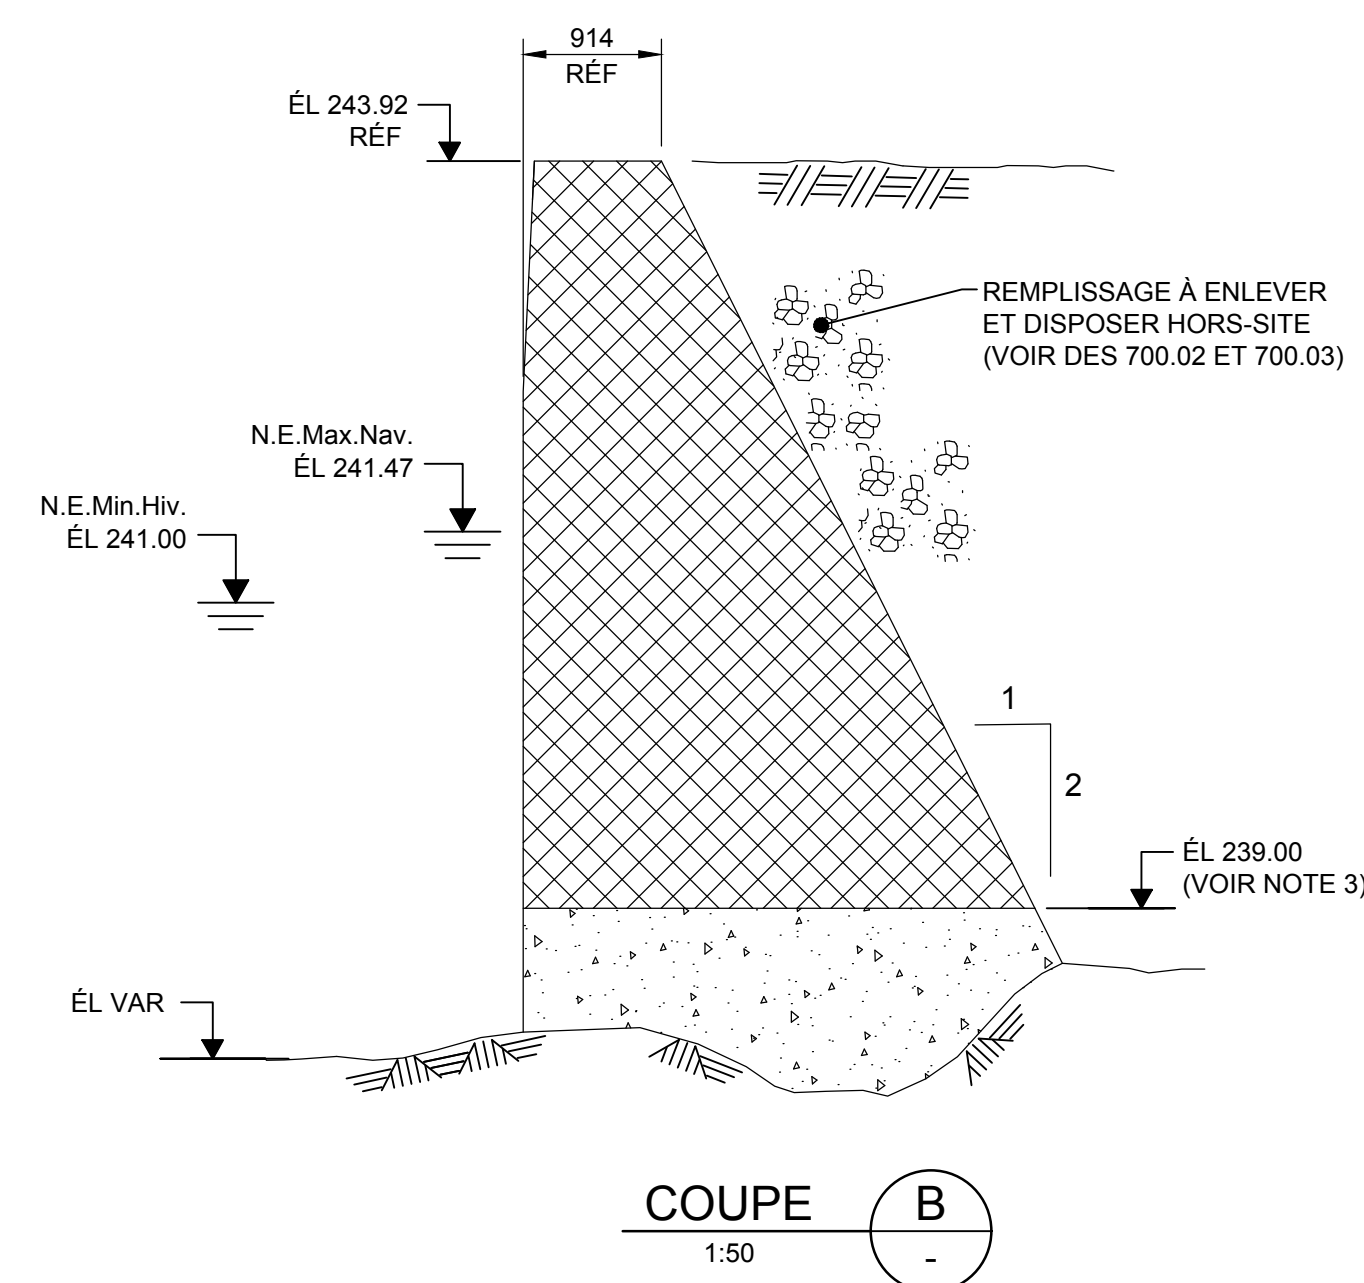 914
RÉF
ÉL 243.92
RÉF
REMPLISSAGE À ENLEVER
ET DISPOSER HORS-SITE
(VOIR DES 700.02 ET 700.03)
N.E.Max.Nav.
ÉL 241.47
N.E.Min.Hiv.
ÉL 241.00
1
2
ÉL 239.00
(VOIR NOTE 3)
ÉL VAR
COUPE
B
1:50
-